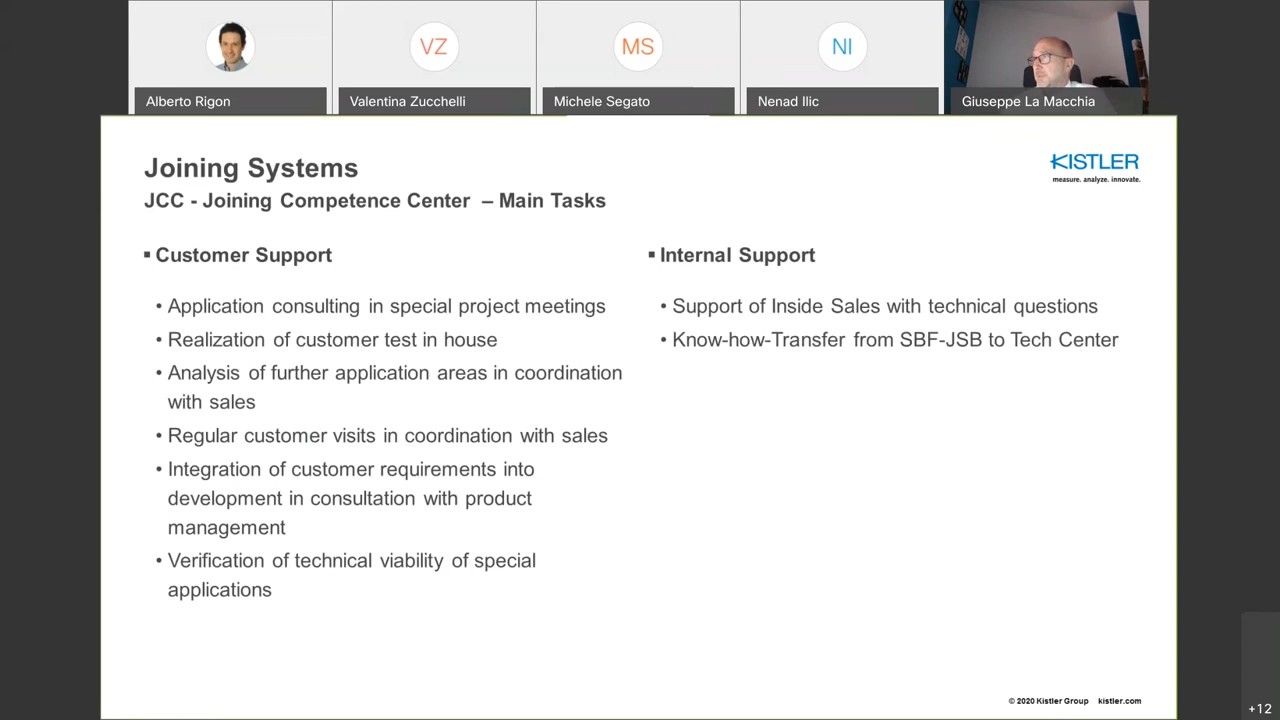 VZ
MS
NI
Alberto Rigon
Valentina Zucchelli
Michele Segato
Nenad Ilic
Giuseppe La Macchia
Joining Systems
KISTLER
measure. analyze. innovate.
JCC - Joining Competence Center – Main Tasks
▪ Customer Support
• Application consulting in special project meetings
• Realization of customer test in house
• Analysis of further application areas in coordination
with sales
• Regular customer visits in coordination with sales
• Integration of customer requirements into
development in consultation with product
management
• Verification of technical viability of special
applications
▪ Internal Support
• Support of Inside Sales with technical questions
• Know-how-Transfer from SBF-JSB to Tech Center
© 2020 Kistler Group kistler.com
+12